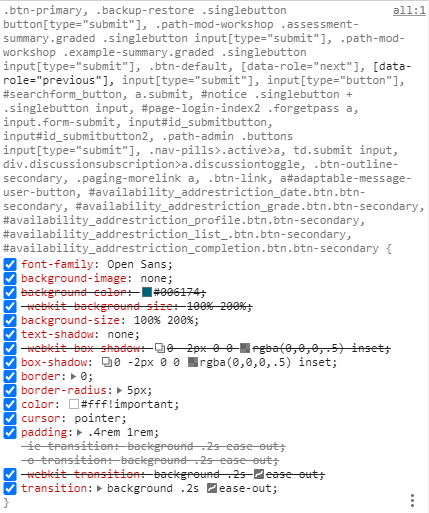 .btn-primary, .backup-restore .singlebutton all:1
button[type="submit"], .path-mod-workshop .assessment-
summary.graded .singlebutton input[type="submit"], .path-mod-
workshop .example-summary.graded .singlebutton
input[type="submit"], .btn-default, [data-role="next"], [data-
role="previous"], input[type="submit"], input[type="button"],
#searchform_button, a.submit, #notice .singlebutton +
.singlebutton input, #page-login-index2 .forgetpass a,
input.form-submit, input#id_submitbutton,
input#id_submitbutton2, .path-admin .buttons
input[type="submit"], .nav-pills>.active>a, td.submit input,
div.discussionsubscription>a.discussiontoggle, .btn-outline-
secondary, .paging-morelink a, .btn-link, a#adaptable-message-
user-button, #availability_addrestriction_date.btn.btn-
secondary, #availability_addrestriction_grade.btn.btn-secondary,
#availability_addrestriction_profile.btn.btn-secondary,
#availability_addrestriction_list_.btn.btn-secondary,
#availability_addrestriction_completion.btn.btn-secondary {
font-family: Open Sans;
background-image: none;
background-color: #006174;
-webkit-background-size: 100% 200%;
background-size: 100% 200%;
text-shadow: none;
-webkit-box-shadow: 0 -2px 0 0 rgba(0,0,0,.5) inset;
box-shadow: 0 -2px 0 0 rgba(0,0,0,.5) inset;
border: 0;
border-radius: 5px;
color: #fff!important;
cursor: pointer;
padding: .4rem 1rem;
-ie-transition: background .2s ease-out;
-o-transition: background .2s ease-out;
-webkit-transition: background .2s ease-out;
transition: background .2s ease-out;
}